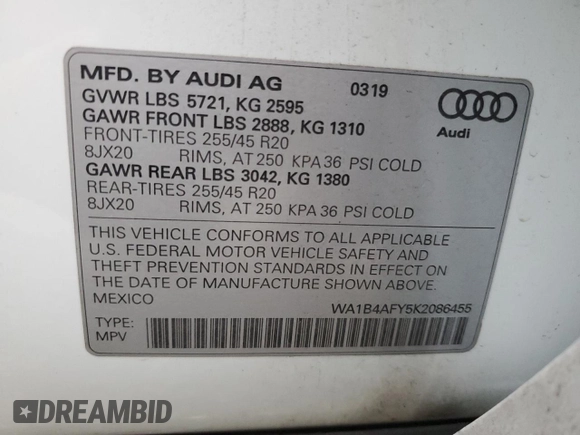 MFD. BY AUDI AG 0319
GVWR LBS 5721, KG 2595
GAWR FRONT LBS 2888, KG 1310
FRONT-TIRES 255/45 R20
8JX20 RIMS, AT 250 KPA 36 PSI COLD
GAWR REAR LBS 3042, KG 1380
REAR-TIRES 255/45 R20
8JX20 RIMS, AT 250 KPA 36 PSI COLD
Audi
THIS VEHICLE CONFORMS TO ALL APPLICABLE
U.S. FEDERAL MOTOR VEHICLE SAFETY AND
THEFT PREVENTION STANDARDS IN EFFECT ON
THE DATE OF MANUFACTURE SHOWN ABOVE.
MEXICO
WA1B4AFY5K2086455
TYPE:
MPV
DREAMBID